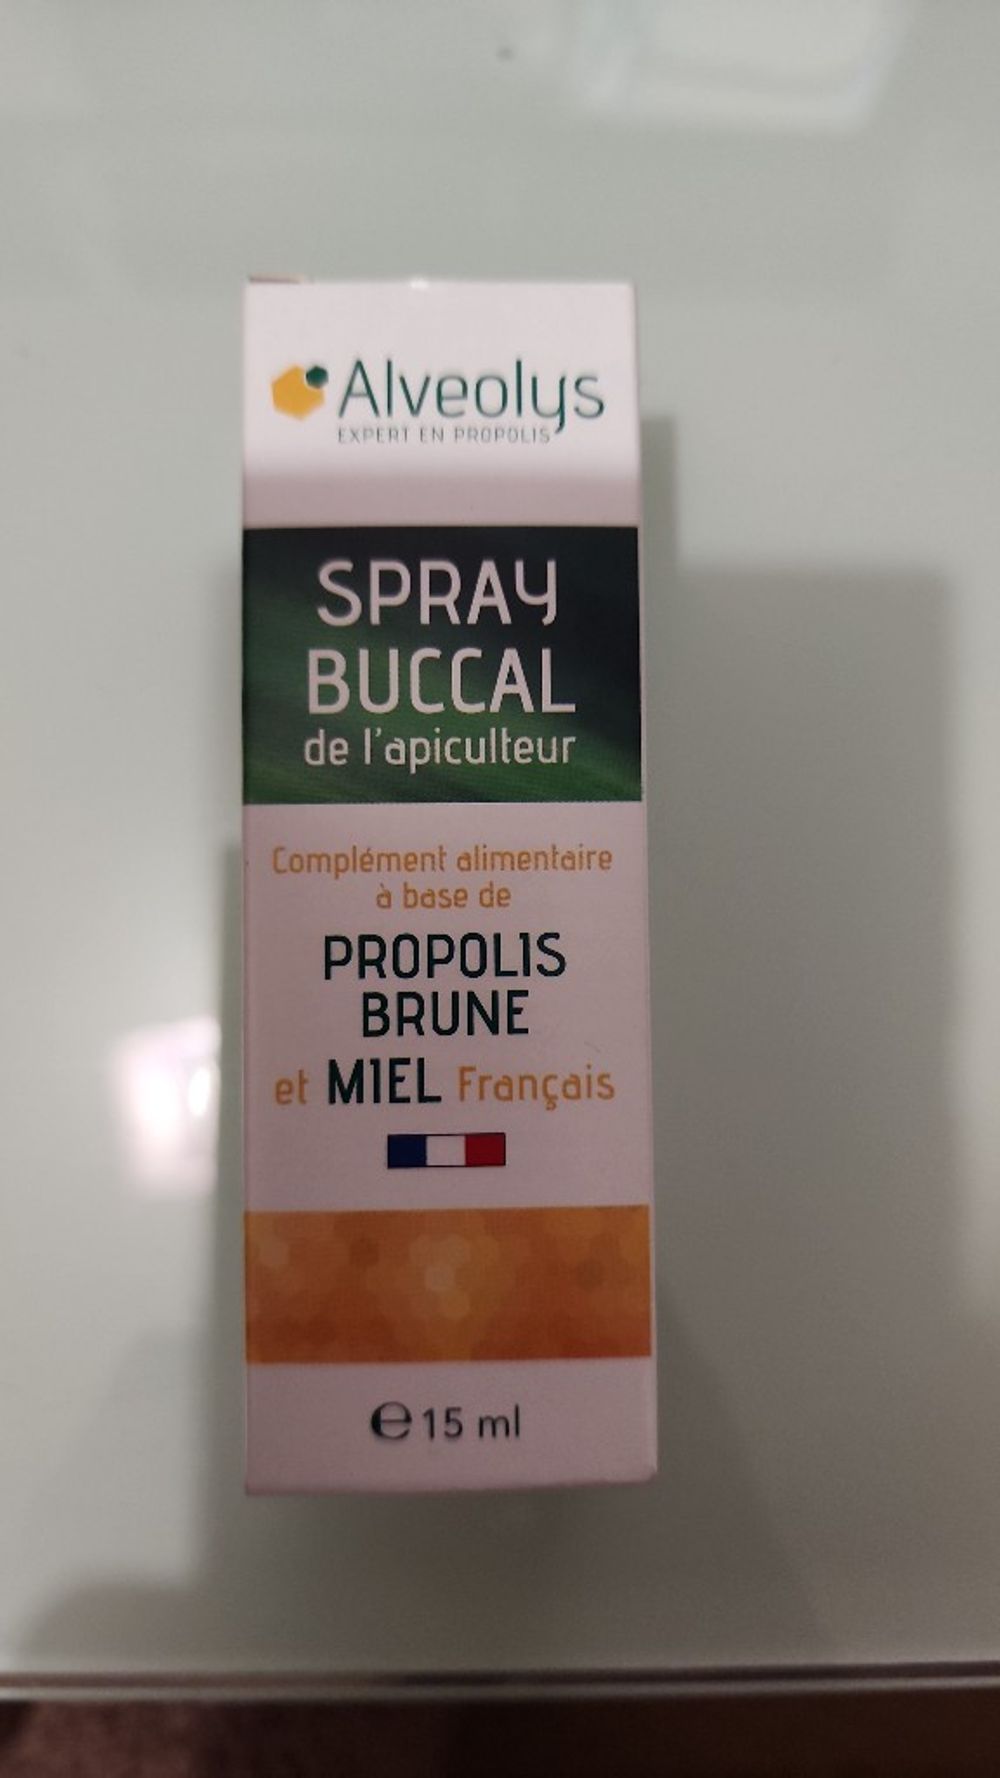 Alveolys
EXPERT EN PROPOLIS
SPRAY
BUCCAL
de l'apiculteur
Complément alimentaire
à base de
PROPOLIS
BRUNE
et MIEL Français
℮ 15 ml